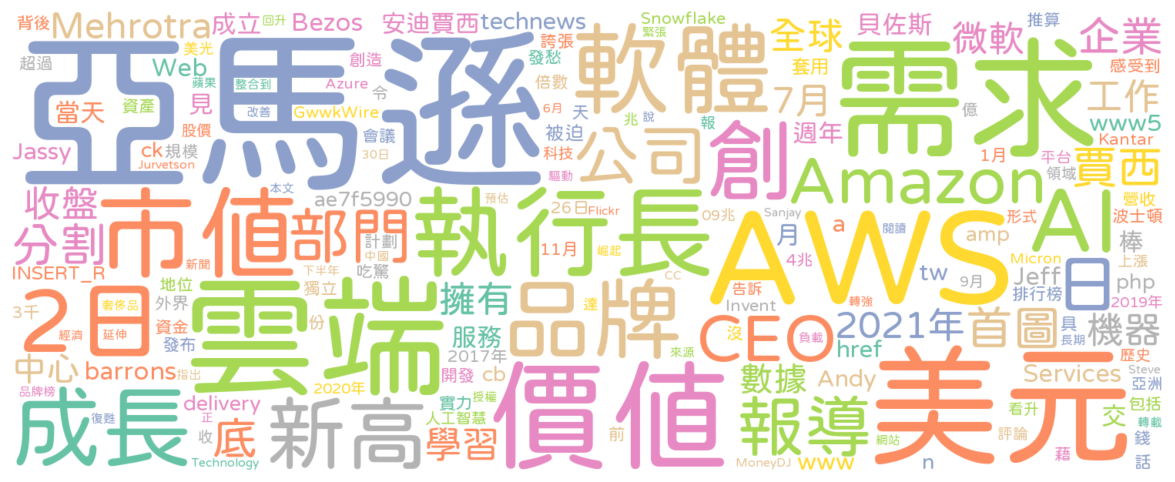 背後 Mehrotra 成立 回升 Bezos 安迪賈西 technews Snowflake 緊張 誇張 全球 貝佐斯 推算 微軟 企業
超過 美光 Web 蘋果 整合到 創造 Azure 令 發愁 倍數 軟體 套用 需求 感受到
亞馬遜 當天 資產 見 改善 GwwkWire 會議 6月 天 兆 說 7月 億 工作
股價 被迫 報 www5
Jassy ck 規模 Jurvetson 30日 科技 驅動 公司 創 週年 1月 平台 Kantar
收盤 市值 部門 本文 ae7f5990 執行長 預估 26日 Flickr 09兆 Amazon 領域 賈西 營收
分割 新聞 計劃 中國 11月 崛起 Sanjay 月 a 閱讀 形式 AI 波士頓
INSERT_R 吃驚 cc AWS 4兆 amp 棒 Micron 上漲
2日 地位 下半年 獨立 擁有 品牌 告訴 tw 9月 Jeff 日 php
3千 奢侈品 外界 雲端 份 達 Invent 轉強 排行榜 2019年
經濟 延伸 資金 發布 服務 沒 CEO 負載 2021年 首圖 具 長期 機器
中心 barrons 指出 2017年 來源 href 歷史
2020年 開發 cb 價值 數據 Andy 美元 Services Steve 亞洲
品牌榜 成長 delivery 新高 實力 授權 包括
復甦 正 底 人工智慧 報導 看升 交 轉載
收 學習 前 網站 評論 錢
Technology MoneyDJ www n 藉 話